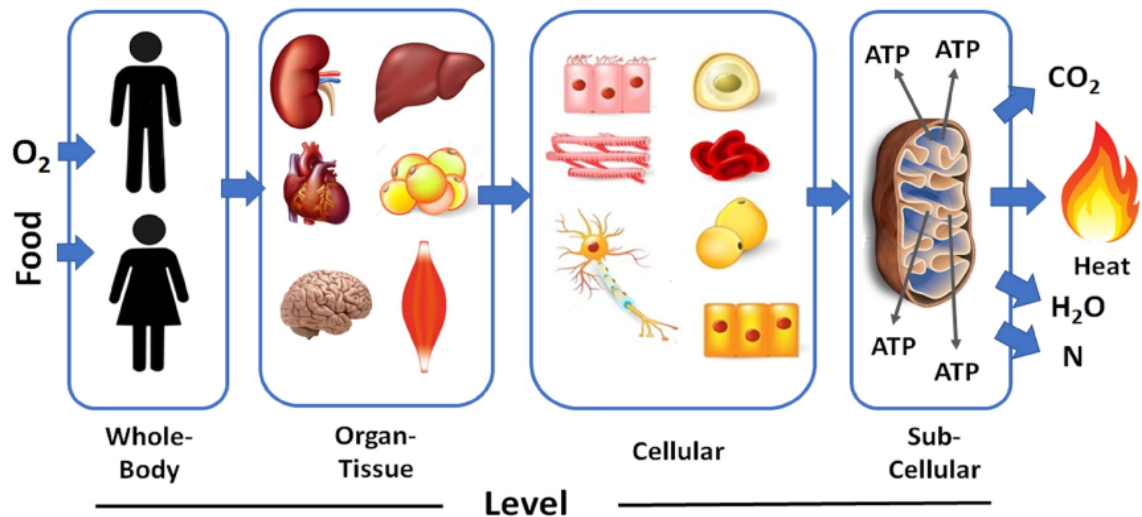 O₂
Food
ATP
ATP
ATP
ATP
CO₂
Heat
H₂O
N
Whole-
Body
Organ-
Tissue
Cellular
Sub-
Cellular
Level